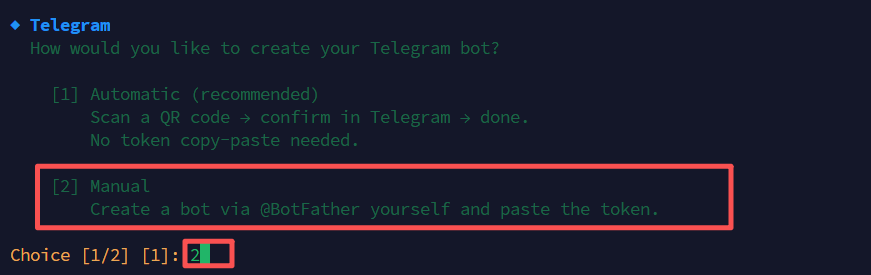 ◆ Telegram
How would you like to create your Telegram bot?
[1] Automatic (recommended)
Scan a QR code → confirm in Telegram → done.
No token copy-paste needed.
[2] Manual
Create a bot via @BotFather yourself and paste the token.
Choice [1/2] [1]: 2